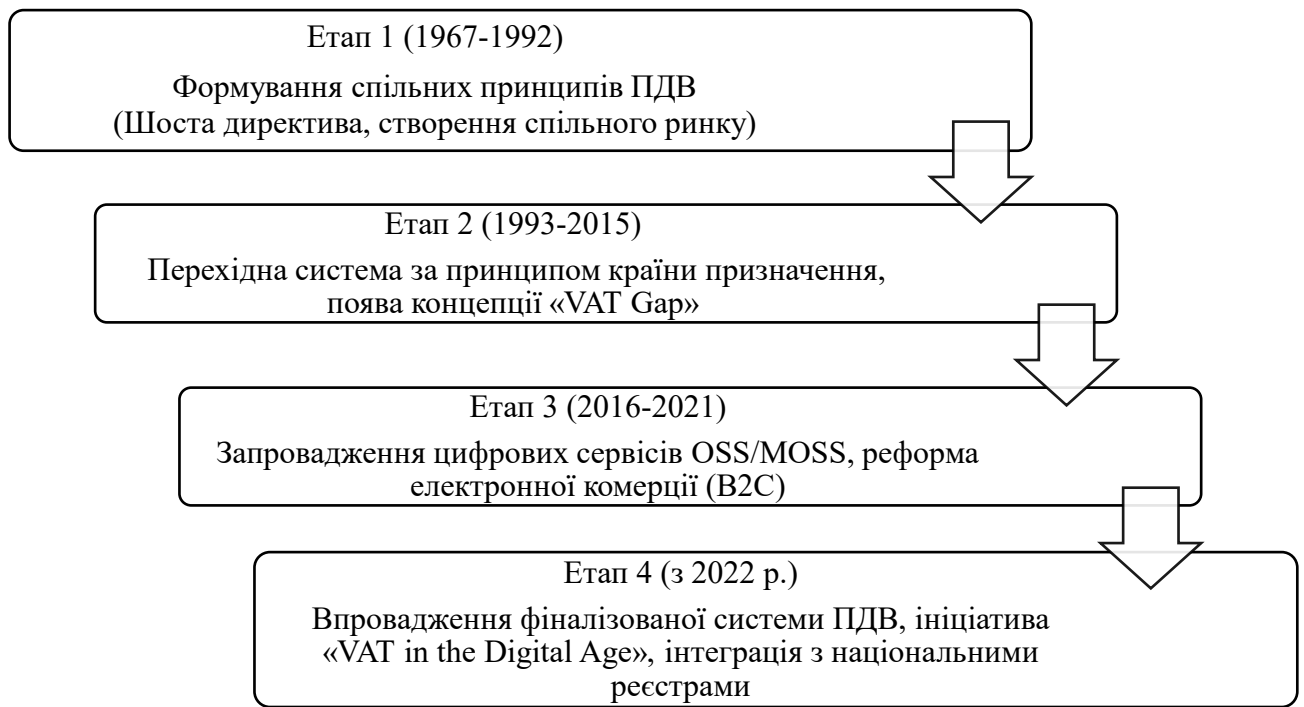 Етап 1 (1967-1992)
Формування спільних принципів ПДВ
(Шоста директива, створення спільного ринку)
Етап 2 (1993-2015)
Перехідна система за принципом країни призначення,
поява концепції «VAT Gap»
Етап 3 (2016-2021)
Запровадження цифрових сервісів OSS/MOSS, реформа
електронної комерції (B2C)
Етап 4 (з 2022 р.)
Впровадження фіналізованої системи ПДВ, ініціатива
«VAT in the Digital Age», інтеграція з національними
реєстрами